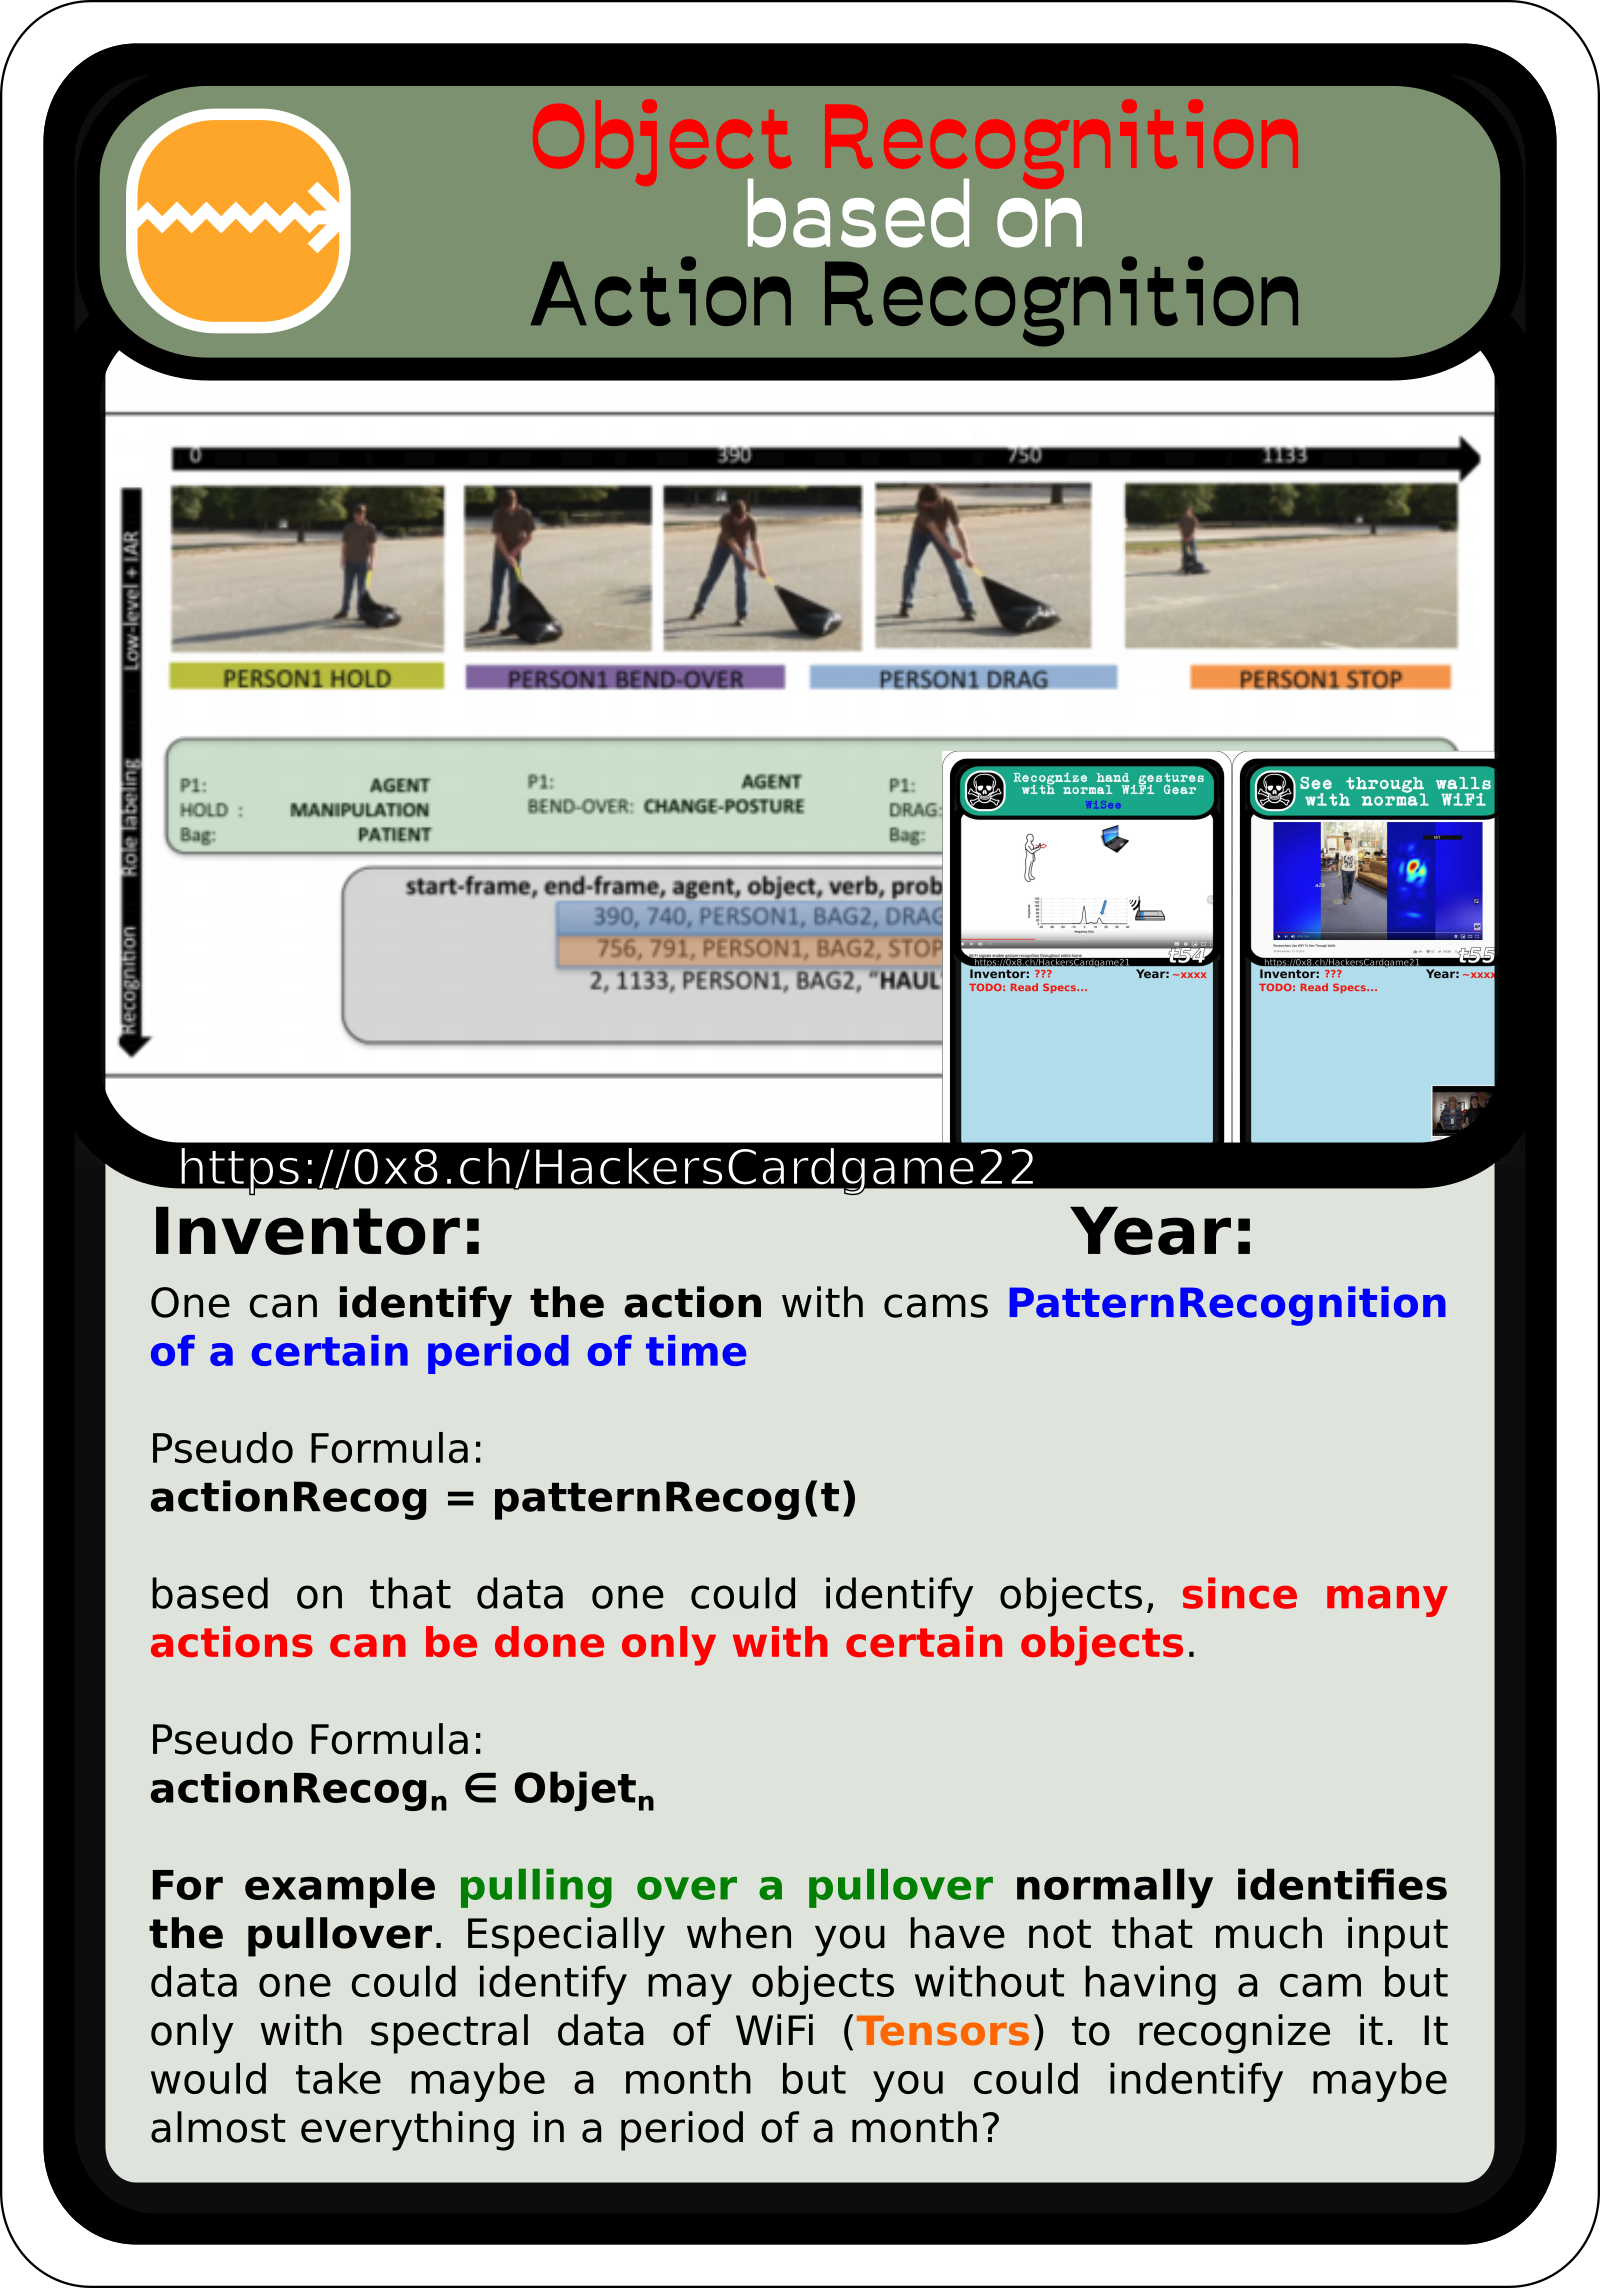 Object Recognition
based on
Action Recognition
0 390 750 1133
Low-level + IAR
Role labeling
Recognition
PERSON1 HOLD PERSON1 BEND-OVER PERSON1 DRAG PERSON1 STOP
P1: AGENT
HOLD : MANIPULATION
Bag: PATIENT
P1: AGENT
BEND-OVER: CHANGE-POSTURE
P1:
DRAG:
Bag:
start-frame, end-frame, agent, object, verb, prob
390, 740, PERSON1, BAG2, DRAG
756, 791, PERSON1, BAG2, STOP
2, 1133, PERSON1, BAG2, “HAUL
Recognize hand gestures
with normal WiFi Gear
WiSee
t54
https://0x8.ch/HackersCardgame21
Inventor: ??? Year: ~xxxx
TODO: Read Specs...
See through walls
with normal WiFi
t55
https://0x8.ch/HackersCardgame21
Inventor: ??? Year: ~xxxx
TODO: Read Specs...
https://0x8.ch/HackersCardgame22
Inventor: Year:
One can identify the action with cams PatternRecognition
of a certain period of time
Pseudo Formula:
actionRecog = patternRecog(t)
based on that data one could identify objects, since many
actions can be done only with certain objects.
Pseudo Formula:
actionRecogn ∈ Objetn
For example pulling over a pullover normally identifies
the pullover. Especially when you have not that much input
data one could identify may objects without having a cam but
only with spectral data of WiFi (Tensors) to recognize it. It
would take maybe a month but you could indentify maybe
almost everything in a period of a month?